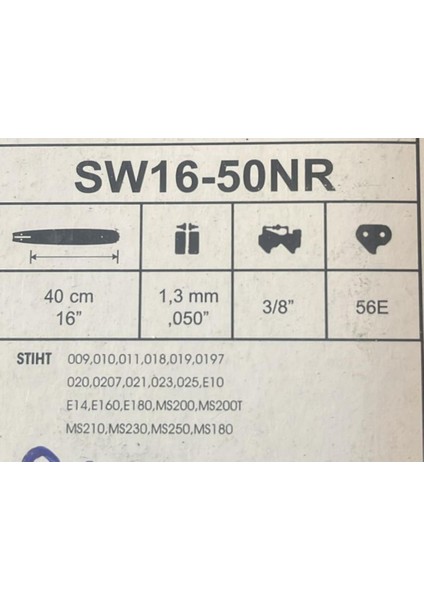 SW16-50NR
40 cm 1,3 mm 3/8” 56E
16” ,050”
STIHT 009,010,011,018,019,0197
020,0207,021,023,025,E10
E14,E160,E180,MS200,MS200T
MS210,MS230,MS250,MS180